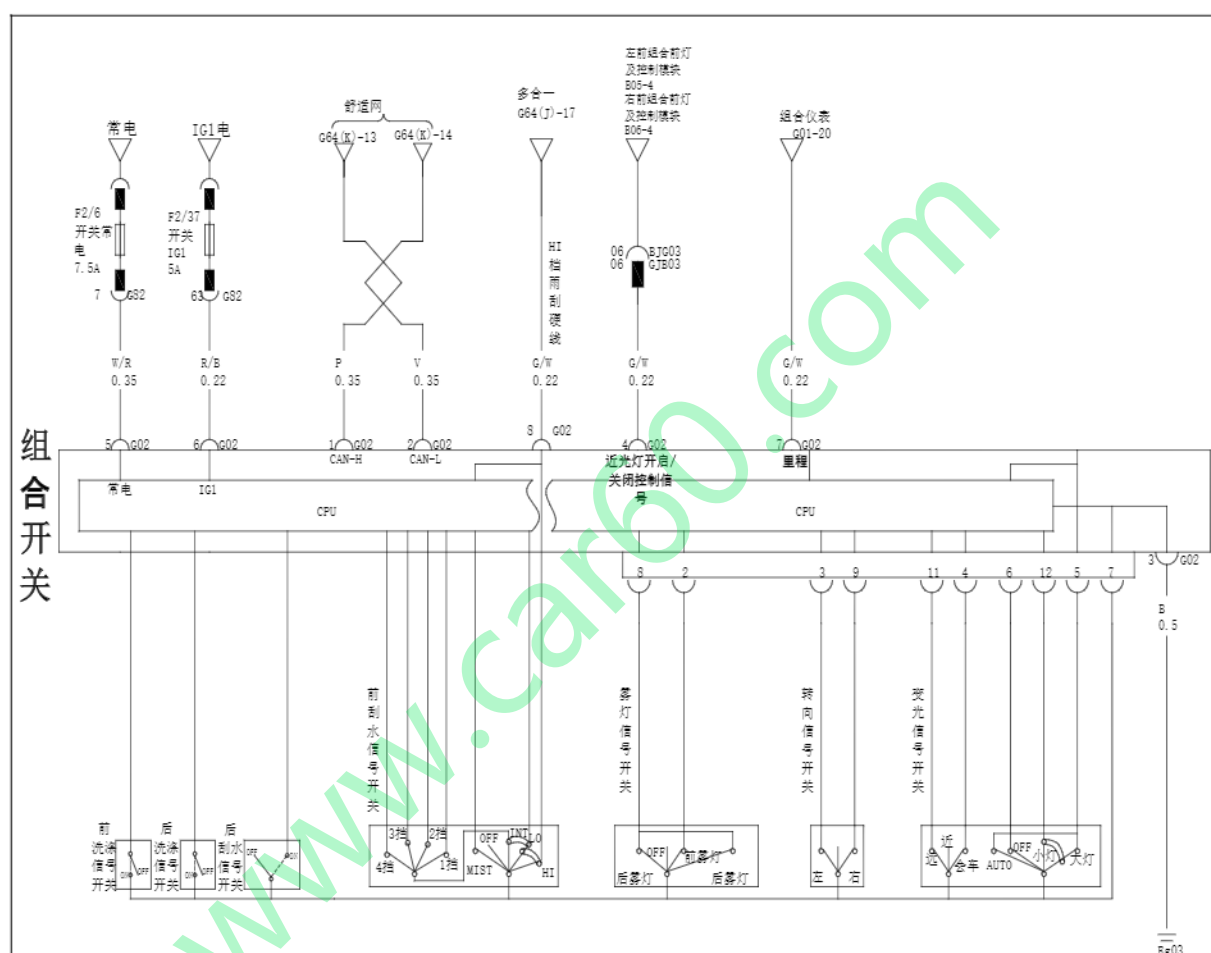 左前组合前灯
及控制模块
B05-4
右前组合前灯
及控制模块
B06-4
多合一
G64(J)-17
舒适网
G64(K)-13
G64(K)-14
组合仪表
G01-20
常电
IG1电
F2/6
开关常
电
7.5A
7
GS2
F2/37
开关
IG1
5A
63
GS2
HI
档
雨
刮
硬
线
06
BJG03
06
GJB03
W/R
0.35
R/B
0.22
P
0.35
V
0.35
G/W
0.22
G/W
0.22
G/W
0.22
5
G02
6
G02
1
G02
CAN-H
2
G02
CAN-L
8
G02
4
G02
近光灯开启/
关闭控制信
号
7
G02
里程
组
合
开
关
常电
IG1
CPU
CPU
3
G02
8
2
3
9
11
4
6
12
5
7
B
0.5
前
刮
水
信
号
开
关
雾
灯
信
号
开
关
转
向
信
号
开
关
变
光
信
号
开
关
前
洗涤
信号
开关
ON
OFF
后
洗涤
信号
开关
ON
OFF
后
刮水
信号
开关
OFF
ON
4挡
3挡
2挡
1挡
MIST
OFF
INT
LO
HI
OFF
前雾灯
后雾灯
后雾灯
左
右
远
近
会车
AUTO
OFF
小灯
大灯
Eg03
www.car60.com